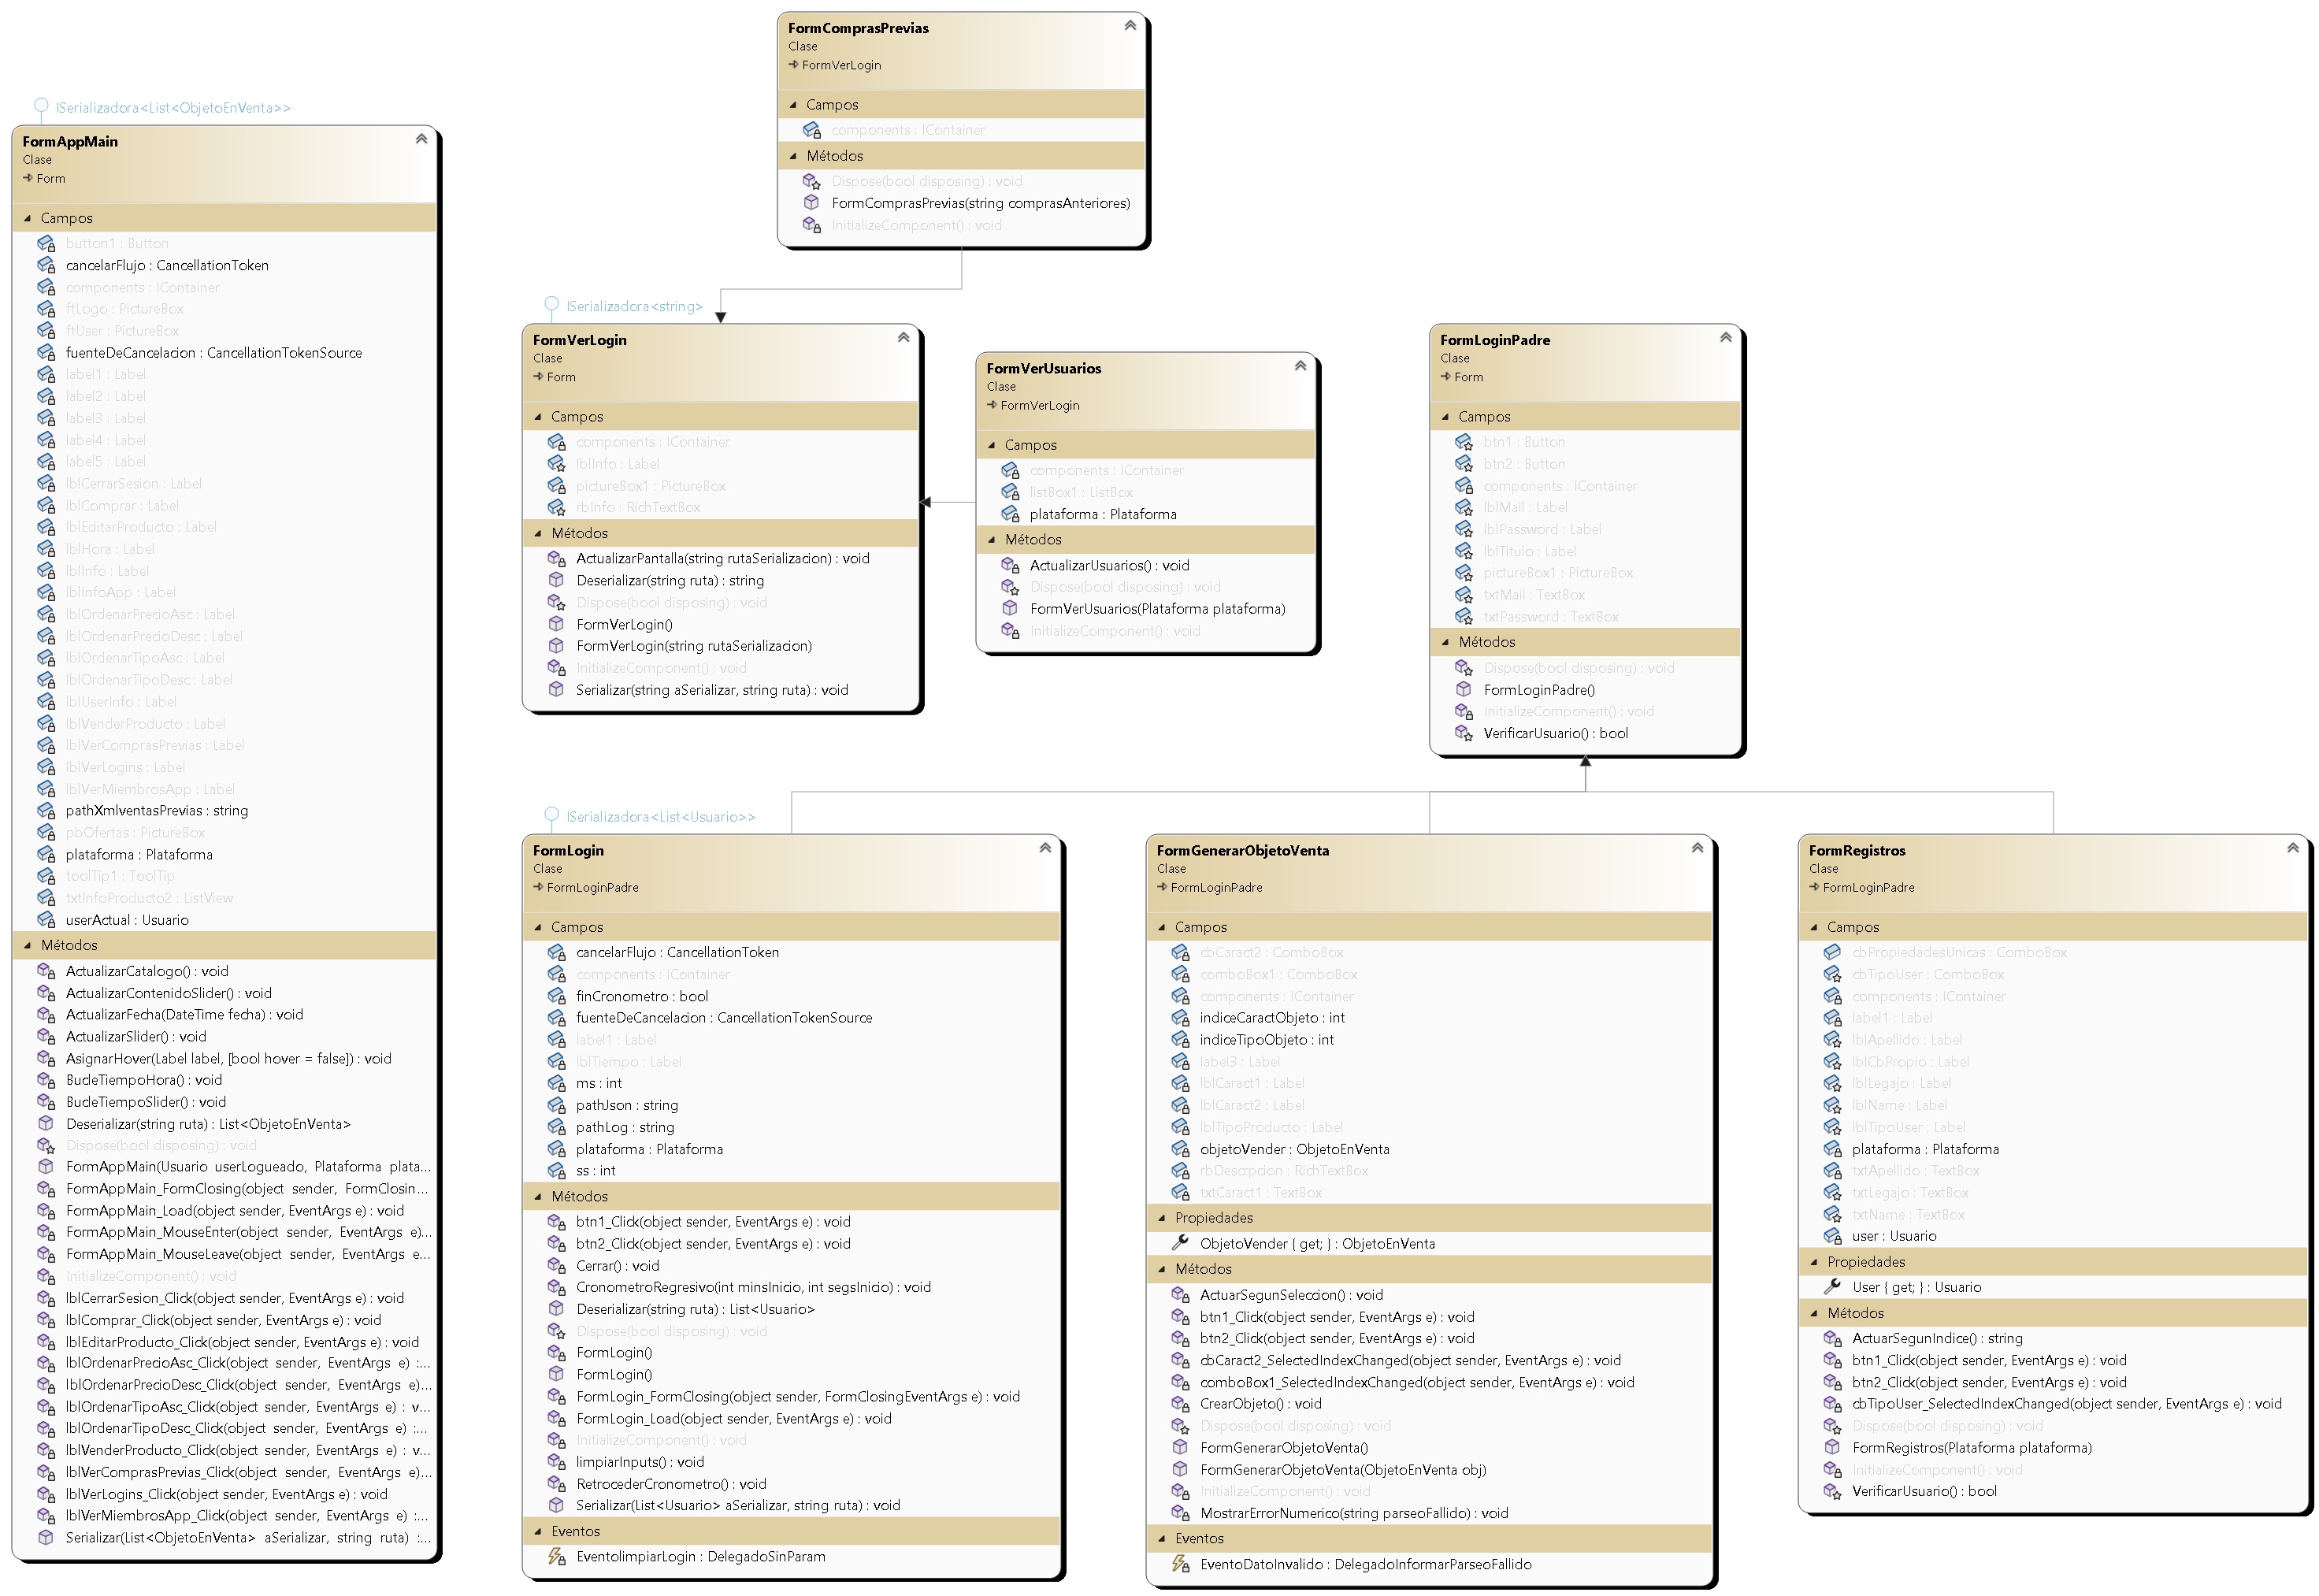 FormComprasPrevias
Clase
FormVerLogin
Campos
components : IContainer
Métodos
Dispose(bool disposing) : void
FormComprasPrevias(string comprasAnteriores)
InitializeComponent() : void
ISerializadora<List<ObjetoEnVenta>>
FormAppMain
Clase
Form
Campos
button1 : Button
cancelarFlujo : CancellationToken
components : IContainer
ftLogo : PictureBox
ftUser : PictureBox
fuenteDeCancelacion : CancellationTokenSource
label1 : Label
label2 : Label
label3 : Label
label4 : Label
label5 : Label
lblCerrarSesion : Label
lblComprar : Label
lblEditarProducto : Label
lblHora : Label
lblInfo : Label
lblInfoApp : Label
lblOrdenarPrecioAsc : Label
lblOrdenarPrecioDesc : Label
lblOrdenarTipoAsc : Label
lblOrdenarTipoDesc : Label
lblUserInfo : Label
lblVenderProducto : Label
lblVerComprasPrevias : Label
lblVerLogins : Label
lblVerMiembrosApp : Label
pathXmlventasPrevias : string
pbOfertas : PictureBox
plataforma : Plataforma
toolTip1 : ToolTip
txtInfoProducto2 : ListView
userActual : Usuario
Métodos
ActualizarCatalogo() : void
ActualizarContenidoSlider() : void
ActualizarFecha(DateTime fecha) : void
ActualizarSlider() : void
AsignarHover(Label label, [bool hover = false]) : void
BucleTiempoHora() : void
BucleTiempoSlider() : void
Deserializar(string ruta) : List<ObjetoEnVenta>
Dispose(bool disposing) : void
FormAppMain(Usuario userLogueado, Plataforma plata...
FormAppMain_FormClosing(object sender, FormClosin...
FormAppMain_Load(object sender, EventArgs e) : void
FormAppMain_MouseEnter(object sender, EventArgs e)...
FormAppMain_MouseLeave(object sender, EventArgs e...
InitializeComponent() : void
lblCerrarSesion_Click(object sender, EventArgs e) : void
lblComprar_Click(object sender, EventArgs e) : void
lblEditarProducto_Click(object sender, EventArgs e) : void
lblOrdenarPrecioAsc_Click(object sender, EventArgs e) :...
lblOrdenarPrecioDesc_Click(object sender, EventArgs e)...
lblOrdenarTipoAsc_Click(object sender, EventArgs e) : v...
lblOrdenarTipoDesc_Click(object sender, EventArgs e) :...
lblVenderProducto_Click(object sender, EventArgs e) : v...
lblVerComprasPrevias_Click(object sender, EventArgs e)...
lblVerLogins_Click(object sender, EventArgs e) : void
lblVerMiembrosApp_Click(object sender, EventArgs e) :...
Serializar(List<ObjetoEnVenta> aSerializar, string ruta) :...
ISerializadora<string>
FormVerLogin
Clase
Form
Campos
components : IContainer
lblInfo : Label
pictureBox1 : PictureBox
rbInfo : RichTextBox
Métodos
ActualizarPantalla(string rutaSerializacion) : void
Deserializar(string ruta) : string
Dispose(bool disposing) : void
FormVerLogin()
FormVerLogin(string rutaSerializacion)
InitializeComponent() : void
Serializar(string aSerializar, string ruta) : void
FormVerUsuarios
Clase
FormVerLogin
Campos
components : IContainer
listBox1 : ListBox
plataforma : Plataforma
Métodos
ActualizarUsuarios() : void
Dispose(bool disposing) : void
FormVerUsuarios(Plataforma plataforma)
InitializeComponent() : void
FormLoginPadre
Clase
Form
Campos
btn1 : Button
btn2 : Button
components : IContainer
lblMail : Label
lblPassword : Label
lblTitulo : Label
pictureBox1 : PictureBox
txtMail : TextBox
txtPassword : TextBox
Métodos
Dispose(bool disposing) : void
FormLoginPadre()
InitializeComponent() : void
VerificarUsuario() : bool
ISerializadora<List<Usuario>>
FormLogin
Clase
FormLoginPadre
Campos
cancelarFlujo : CancellationToken
components : IContainer
finCronometro : bool
fuenteDeCancelacion : CancellationTokenSource
label1 : Label
lblTiempo : Label
ms : int
pathJson : string
pathLog : string
plataforma : Plataforma
ss : int
Métodos
btn1_Click(object sender, EventArgs e) : void
btn2_Click(object sender, EventArgs e) : void
Cerrar() : void
CronometroRegresivo(int minsInicio, int segsInicio) : void
Deserializar(string ruta) : List<Usuario>
Dispose(bool disposing) : void
FormLogin()
FormLogin()
FormLogin_FormClosing(object sender, FormClosingEventArgs e) : void
FormLogin_Load(object sender, EventArgs e) : void
InitializeComponent() : void
limpiarInputs() : void
RetrocederCronometro() : void
Serializar(List<Usuario> aSerializar, string ruta) : void
Eventos
EventolimpiarLogin : DelegadoSinParam
FormGenerarObjetoVenta
Clase
FormLoginPadre
Campos
cbCaract2 : ComboBox
comboBox1 : ComboBox
components : IContainer
indiceCaractObjeto : int
indiceTipoObjeto : int
label3 : Label
lblCaract1 : Label
lblCaract2 : Label
lblTipoProducto : Label
objetoVender : ObjetoEnVenta
rbDescrpcion : RichTextBox
txtCaract1 : TextBox
Propiedades
ObjetoVender { get; } : ObjetoEnVenta
Métodos
ActuarSegunSeleccion() : void
btn1_Click(object sender, EventArgs e) : void
btn2_Click(object sender, EventArgs e) : void
cbCaract2_SelectedIndexChanged(object sender, EventArgs e) : void
comboBox1_SelectedIndexChanged(object sender, EventArgs e) : void
CrearObjeto() : void
Dispose(bool disposing) : void
FormGenerarObjetoVenta()
FormGenerarObjetoVenta(ObjetoEnVenta obj)
InitializeComponent() : void
MostrarErrorNumerico(string parseoFallido) : void
Eventos
EventoDatoInvalido : DelegadoInformarParseoFallido
FormRegistros
Clase
FormLoginPadre
Campos
cbPropiedadesUnicas : ComboBox
cbTipoUser : ComboBox
components : IContainer
label1 : Label
lblApellido : Label
lblCbPropio : Label
lblLegajo : Label
lblName : Label
lblTipoUser : Label
plataforma : Plataforma
txtApellido : TextBox
txtLegajo : TextBox
txtName : TextBox
user : Usuario
Propiedades
User { get; } : Usuario
Métodos
ActuarSegunIndice() : string
btn1_Click(object sender, EventArgs e) : void
btn2_Click(object sender, EventArgs e) : void
cbTipoUser_SelectedIndexChanged(object sender, EventArgs e) : void
Dispose(bool disposing) : void
FormRegistros(Plataforma plataforma)
InitializeComponent() : void
VerificarUsuario() : bool